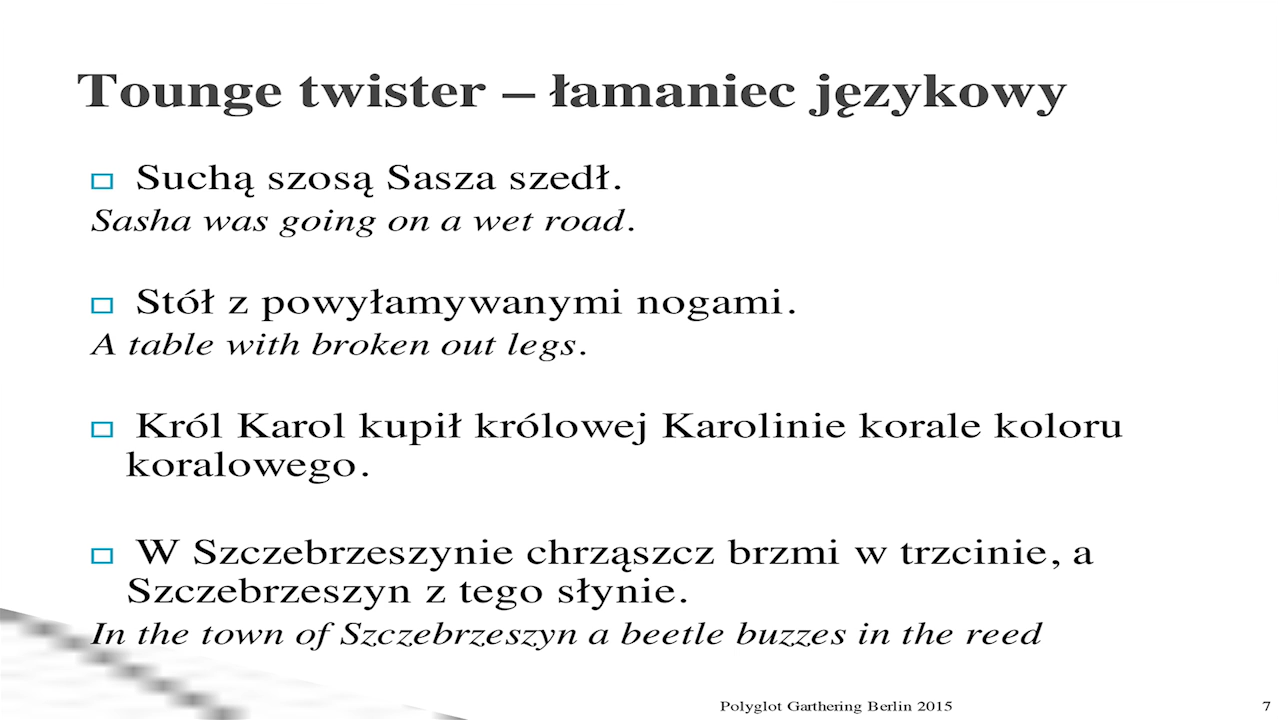 Tounge twister – łamaniec językowy
Suchą szosą Sasza szedł.
Sasha was going on a wet road.
Stół z powyłamywanymi nogami.
A table with broken out legs.
Król Karol kupił królowej Karolinie korale koloru
koralowego.
W Szczebrzeszynie chrząszcz brzmi w trzcinie, a
Szczebrzeszyn z tego słynie.
In the town of Szczebrzeszyn a beetle buzzes in the reed
Polyglot Garthering Berlin 2015 7